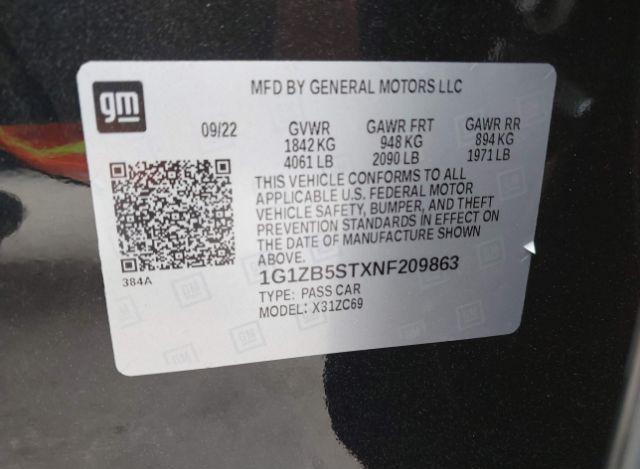 gm
MFD BY GENERAL MOTORS LLC
09/22 GVWR GAWR FRT GAWR RR
1842 KG 948 KG 894 KG
4061 LB 2090 LB 1971 LB
THIS VEHICLE CONFORMS TO ALL
APPLICABLE U.S. FEDERAL MOTOR
VEHICLE SAFETY, BUMPER, AND THEFT
PREVENTION STANDARDS IN EFFECT ON
THE DATE OF MANUFACTURE SHOWN
ABOVE.
384A
1G1ZB5STXNF209863
TYPE: PASS CAR
MODEL: X31ZC69